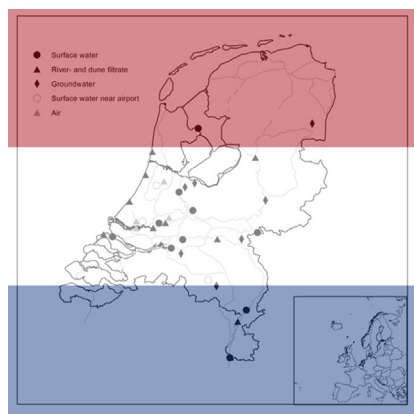 Surface water
River- and dune filtrate
Groundwater
Surface water near airport
Air